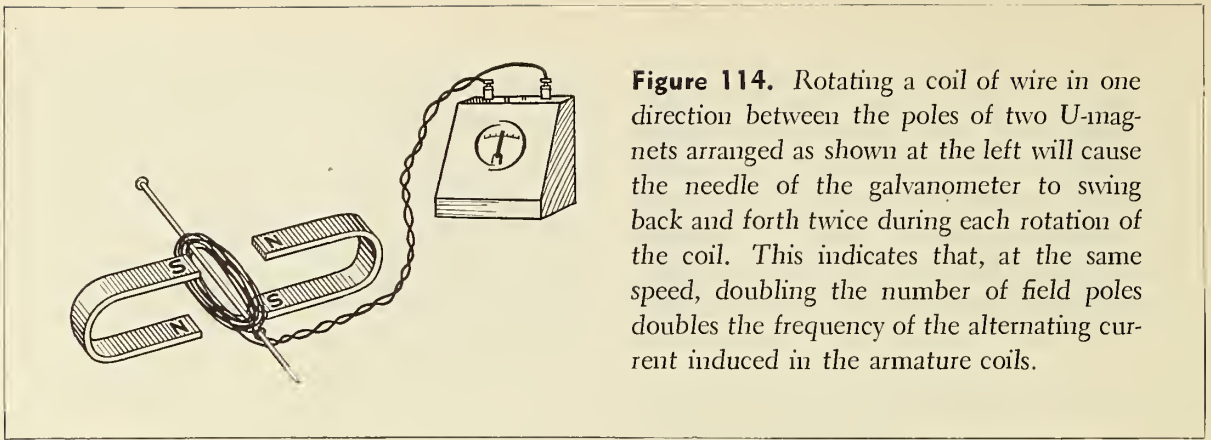 Figure 114. Rotating a coil of wire in one
direction between the poles of two U-mag-
nets arranged as shown at the left will cause
the needle of the galvanometer to swing
back and forth twice during each rotation of
the coil. This indicates that, at the same
speed, doubling the number of field poles
doubles the frequency of the alternating cur-
rent induced in the armature coils.
N
S
S
N